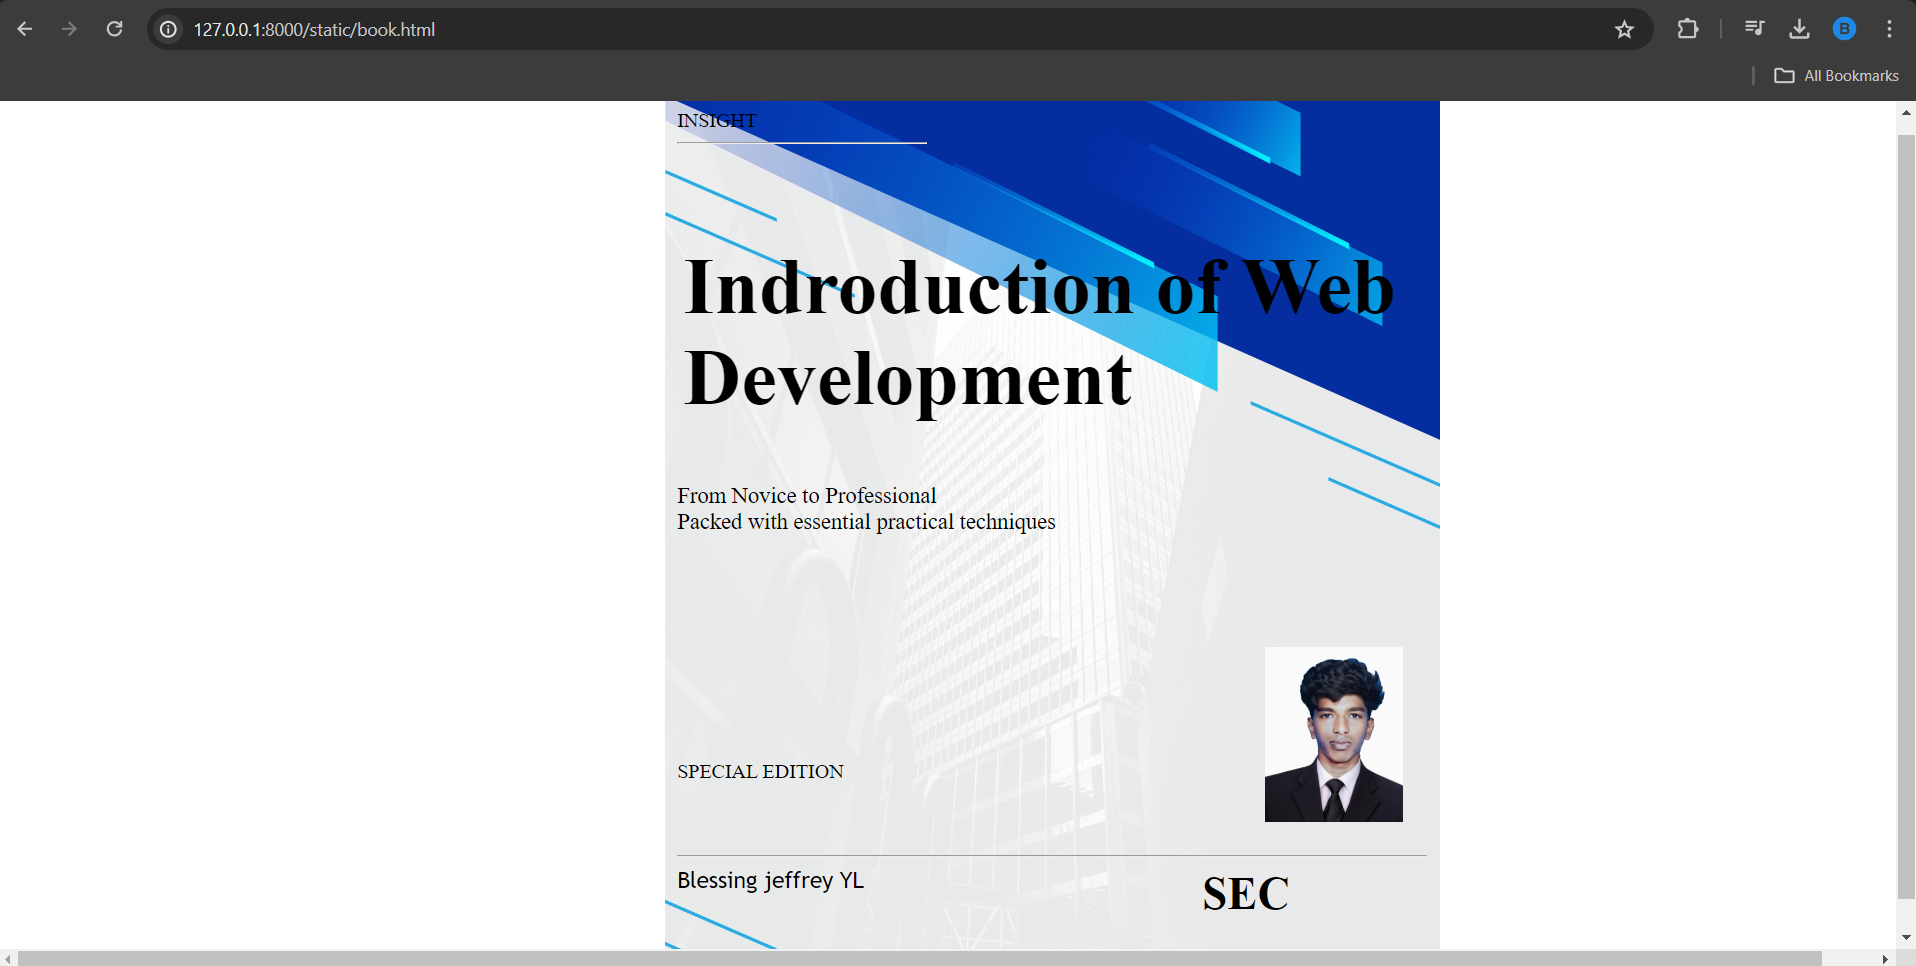 127.0.0.1:8000/static/book.html
B
All Bookmarks
INSIGHT
Indroduction of Web
Development
From Novice to Professional
Packed with essential practical techniques
SPECIAL EDITION
Blessing jeffrey YL
SEC